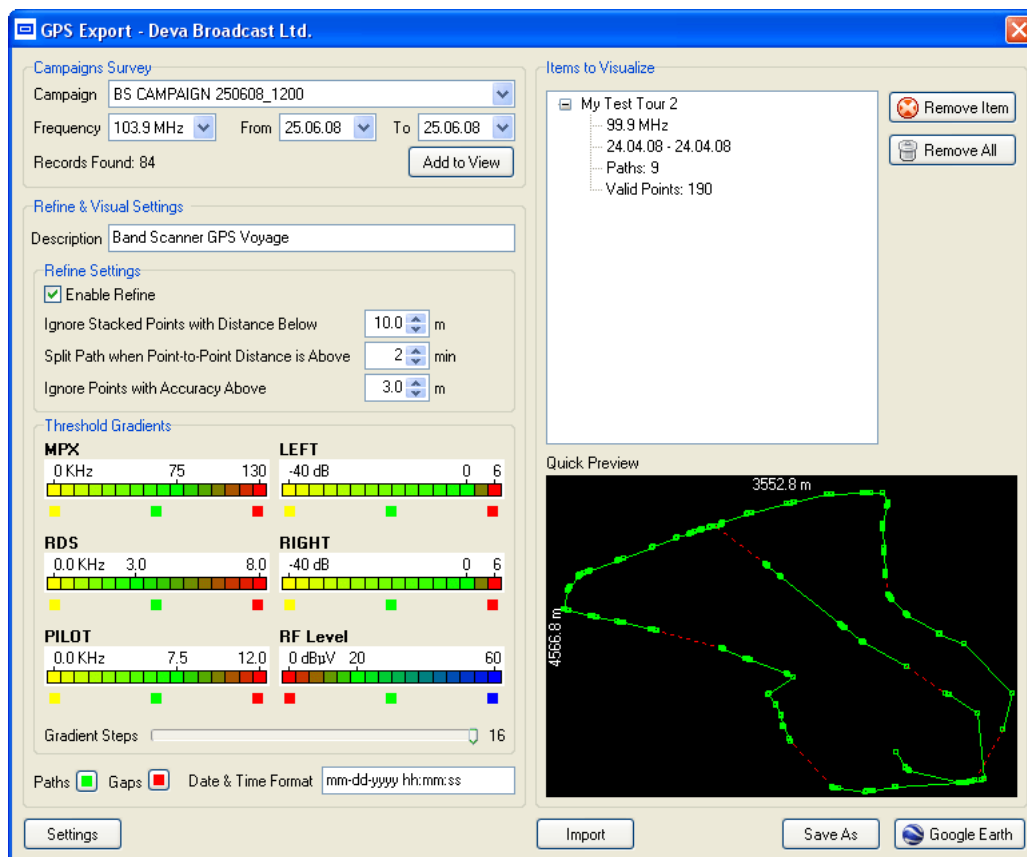 GPS Export - Deva Broadcast Ltd.
Campaigns Survey
Campaign BS CAMPAIGN 250608_1200
Frequency 103.9 MHz From 25.06.08 To 25.06.08
Records Found: 84 Add to View
Refine & Visual Settings
Description Band Scanner GPS Voyage
Refine Settings
Enable Refine
Ignore Stacked Points with Distance Below 10.0 m
Split Path when Point-to-Point Distance is Above 2 min
Ignore Points with Accuracy Above 3.0 m
Threshold Gradients
MPX
0 KHz 75 130
LEFT
-40 dB 0 6
RDS
0.0 KHz 3.0 8.0
RIGHT
-40 dB 0 6
PILOT
0.0 KHz 7.5 12.0
RF Level
0 dBµV 20 60
Gradient Steps 16
Paths Gaps Date & Time Format mm-dd-yyyy hh:mm:ss
Settings
Items to Visualize
My Test Tour 2
99.9 MHz
24.04.08 - 24.04.08
Paths: 9
Valid Points: 190
Remove Item
Remove All
Quick Preview
3552.8 m
4566.8 m
Import Save As Google Earth